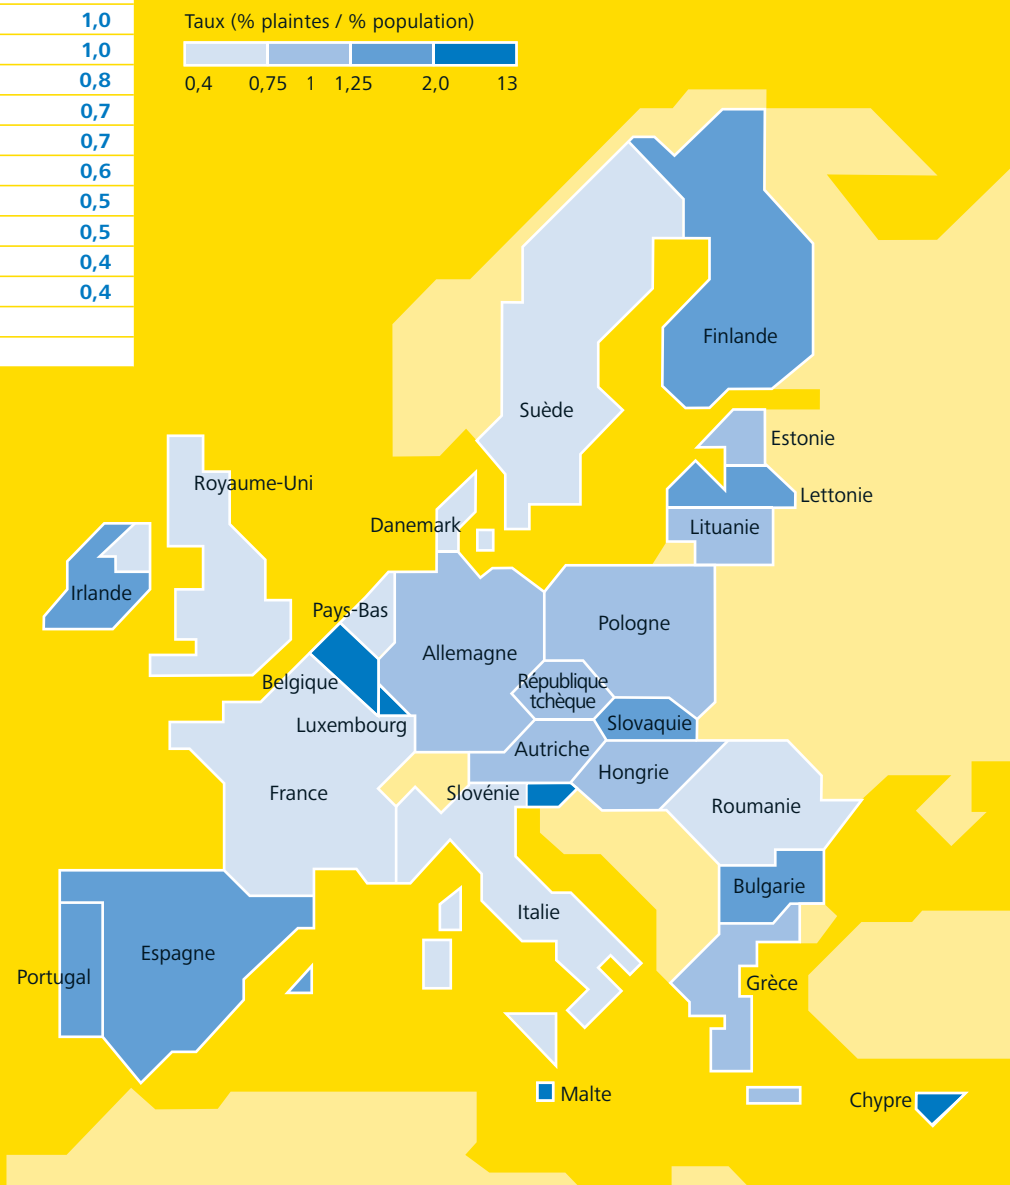 1,0
1,0
0,8
0,7
0,7
0,6
0,5
0,5
0,4
0,4
Taux (% plaintes / % population)
0,4 0,75 1 1,25 2,0 13
Finlande
Suède
Estonie
Royaume-Uni
Lettonie
Danemark
Lituanie
Irlande
Pays-Bas
Pologne
Allemagne
Belgique
République
tchèque
Luxembourg
Slovaquie
Autriche
Hongrie
France
Slovénie
Roumanie
Bulgarie
Italie
Espagne
Portugal
Grèce
Malte
Chypre